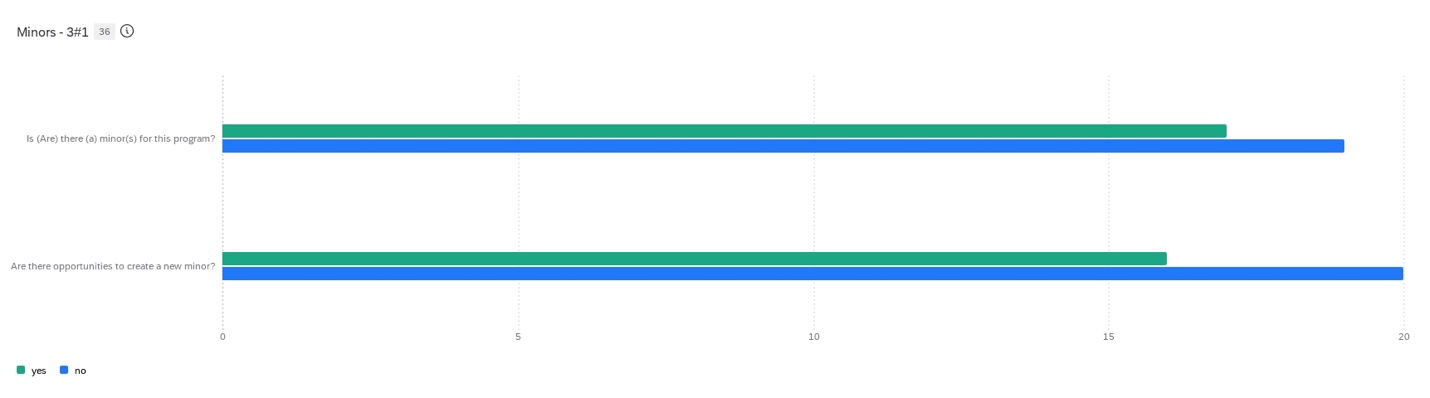 Minors - 3#1 36
Is (Are) there (a) minor(s) for this program?
Are there opportunities to create a new minor?
0 5 10 15 20
yes no